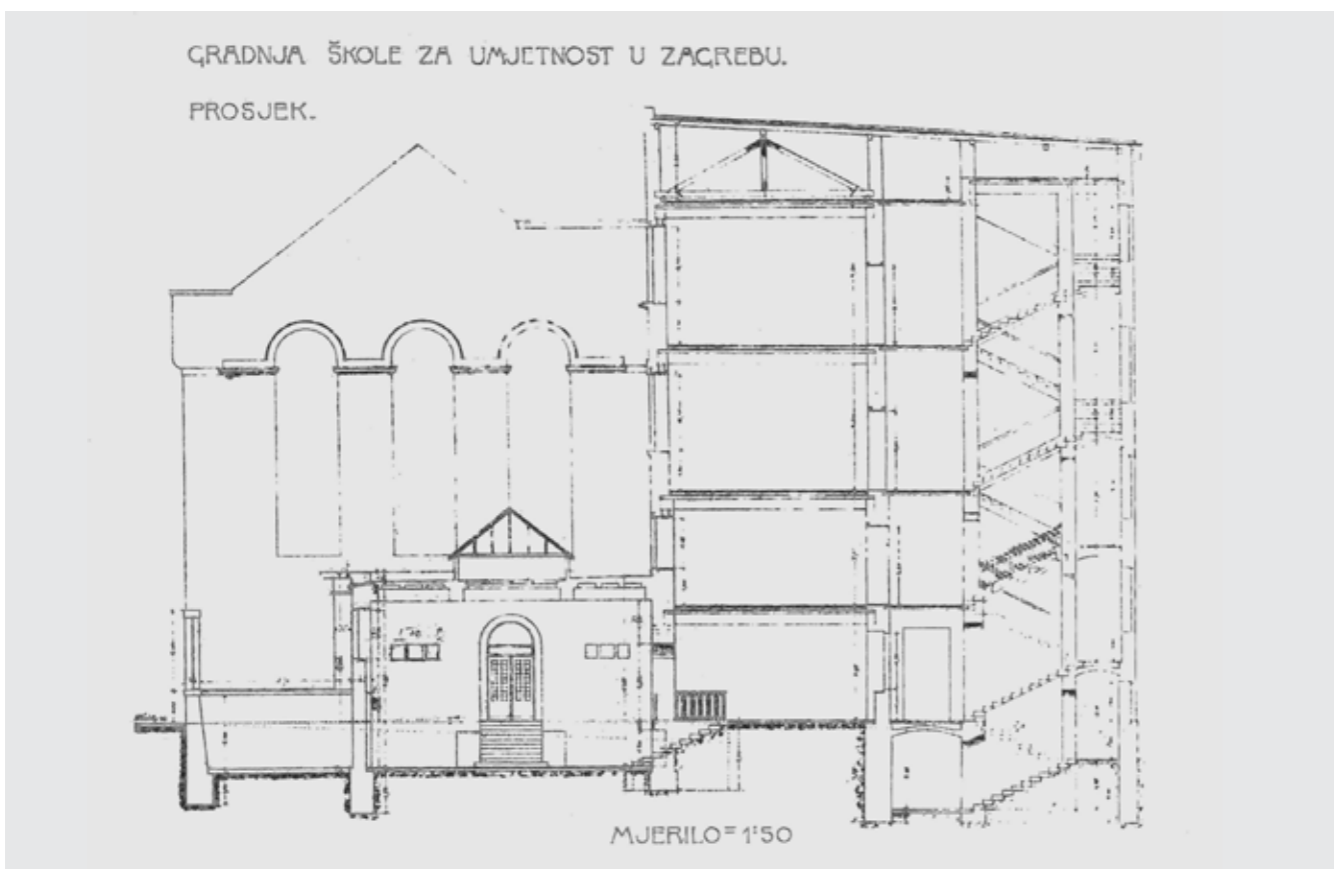 GRADNJA ŠKOLE ZA UMJETNOST U ZAGREBU.
PROSJEK.
MJERILO = 1:50